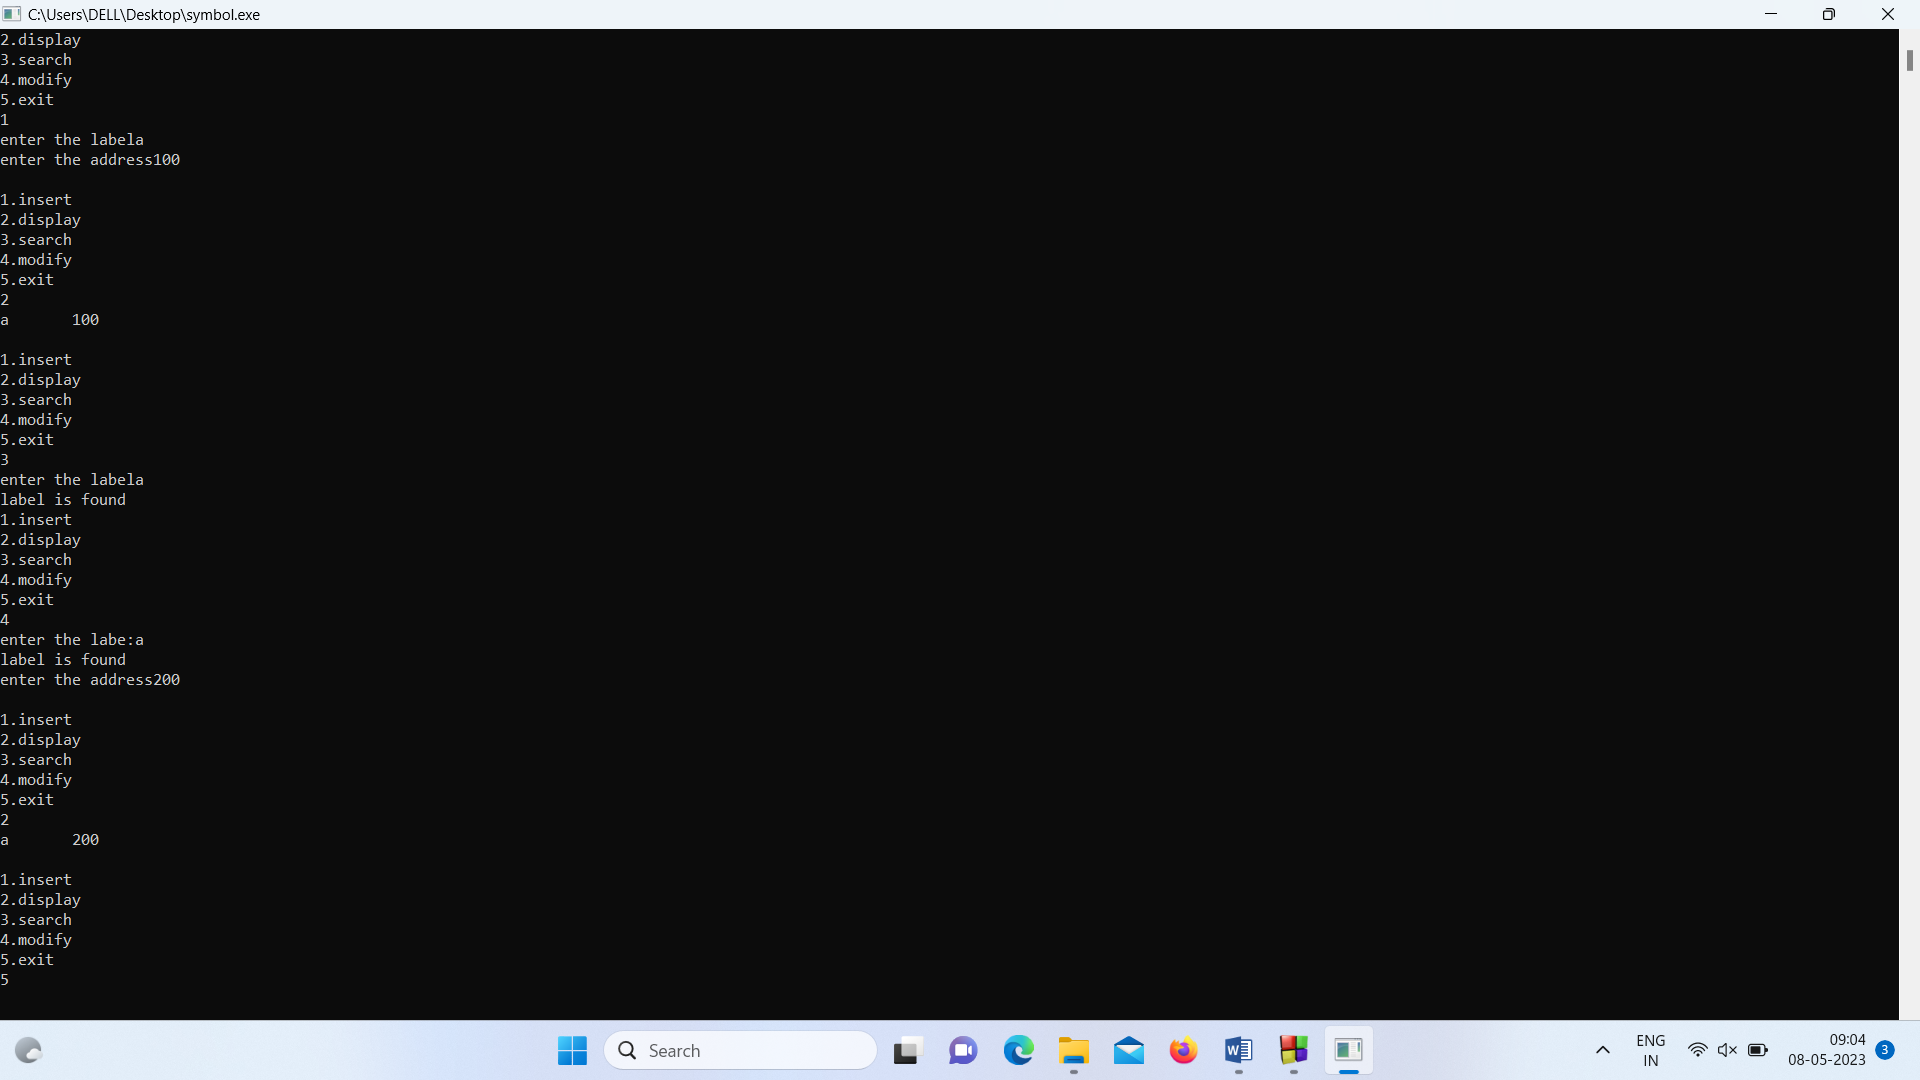 C:\Users\DELL\Desktop\symbol.exe
2.display
3.search
4.modify
5.exit
1
enter the labela
enter the address100
1.insert
2.display
3.search
4.modify
5.exit
2
a       100
1.insert
2.display
3.search
4.modify
5.exit
3
enter the labela
label is found
1.insert
2.display
3.search
4.modify
5.exit
4
enter the labe:a
label is found
enter the address200
1.insert
2.display
3.search
4.modify
5.exit
2
a       200
1.insert
2.display
3.search
4.modify
5.exit
5
Search
W
ENG
IN
09:04
08-05-2023
3